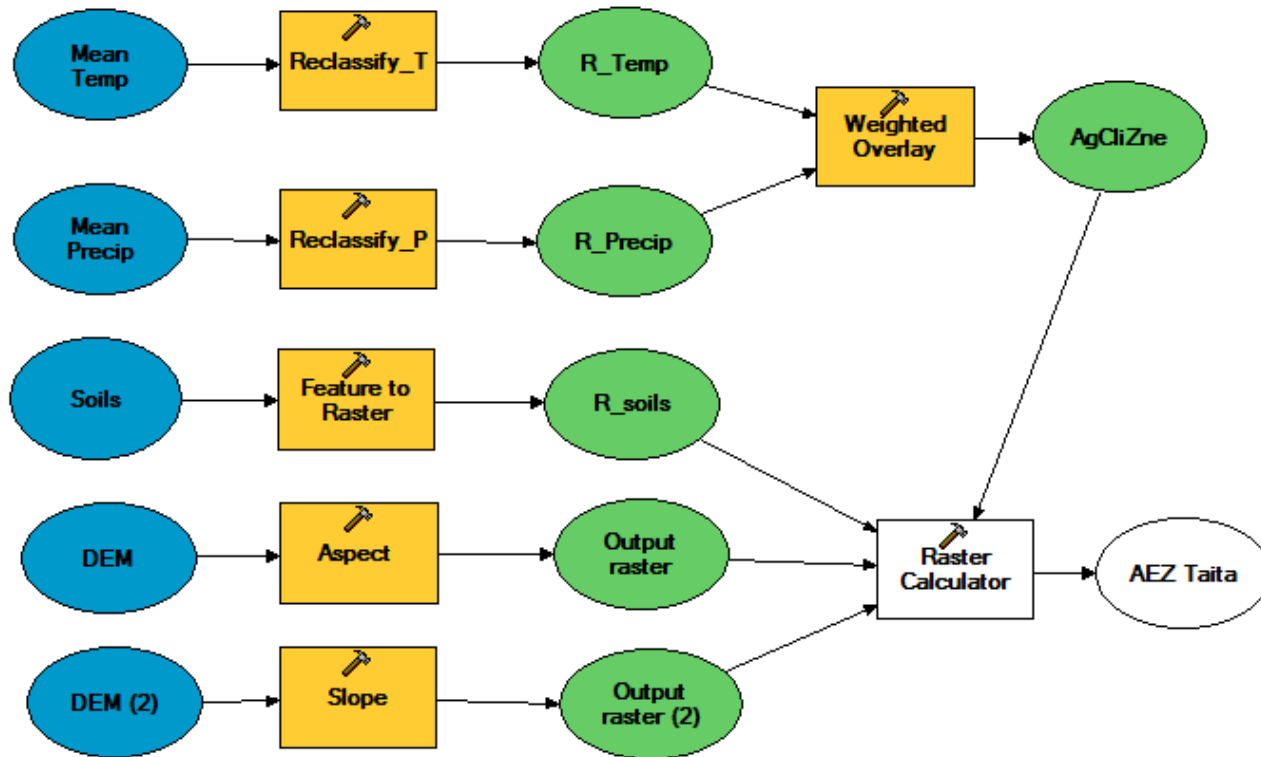 Mean
Temp
Reclassify_T
R_Temp
Weighted
Overlay
AgCliZne
Mean
Precip
Reclassify_P
R_Precip
Soils
Feature to
Raster
R_soils
DEM
Aspect
Output
raster
Raster
Calculator
AEZ Taita
DEM (2)
Slope
Output
raster (2)